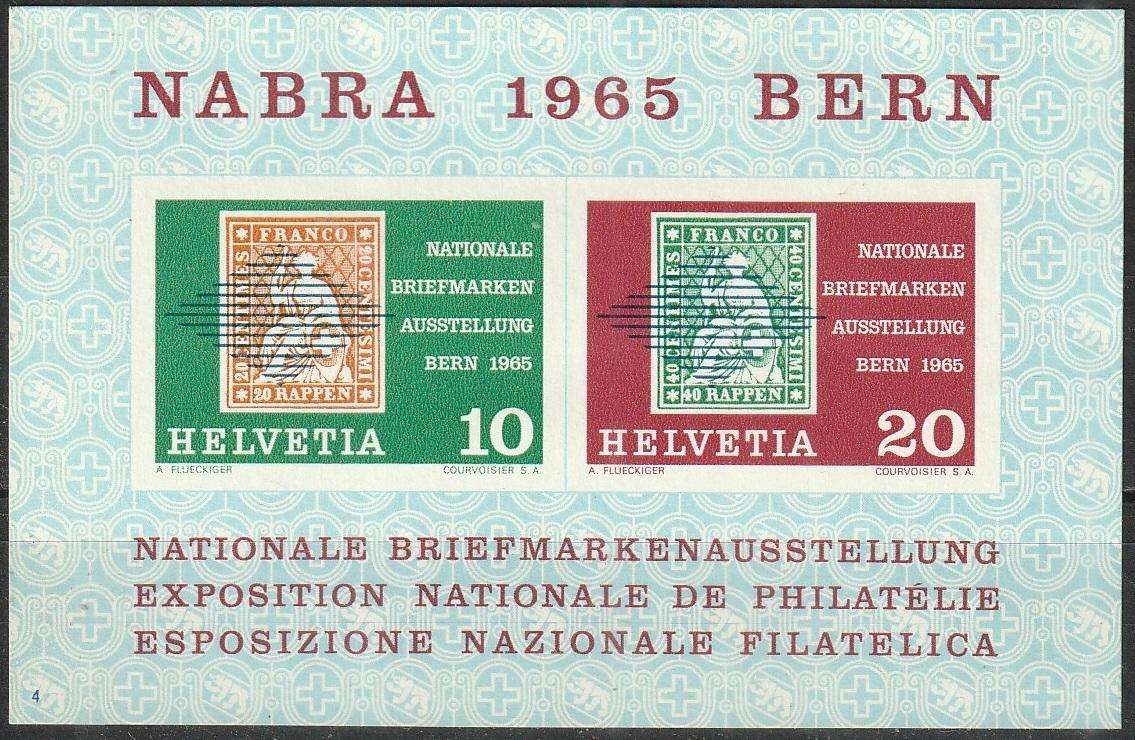 NABRA 1965 BERN
FRANCO
20 CENTIMES
20 CENTESIMI
20 RAPPEN
NATIONALE
BRIEFMARKEN
AUSSTELLUNG
BERN 1965
HELVETIA 10
A. FLUECKIGER COURVOISIER S.A.
FRANCO
40 CENTIMES
40 CENTESIMI
40 RAPPEN
NATIONALE
BRIEFMARKEN
AUSSTELLUNG
BERN 1965
HELVETIA 20
A. FLUECKIGER COURVOISIER S.A.
NATIONALE BRIEFMARKENAUSSTELLUNG
EXPOSITION NATIONALE DE PHILATÉLIE
ESPOSIZIONE NAZIONALE FILATELICA
4